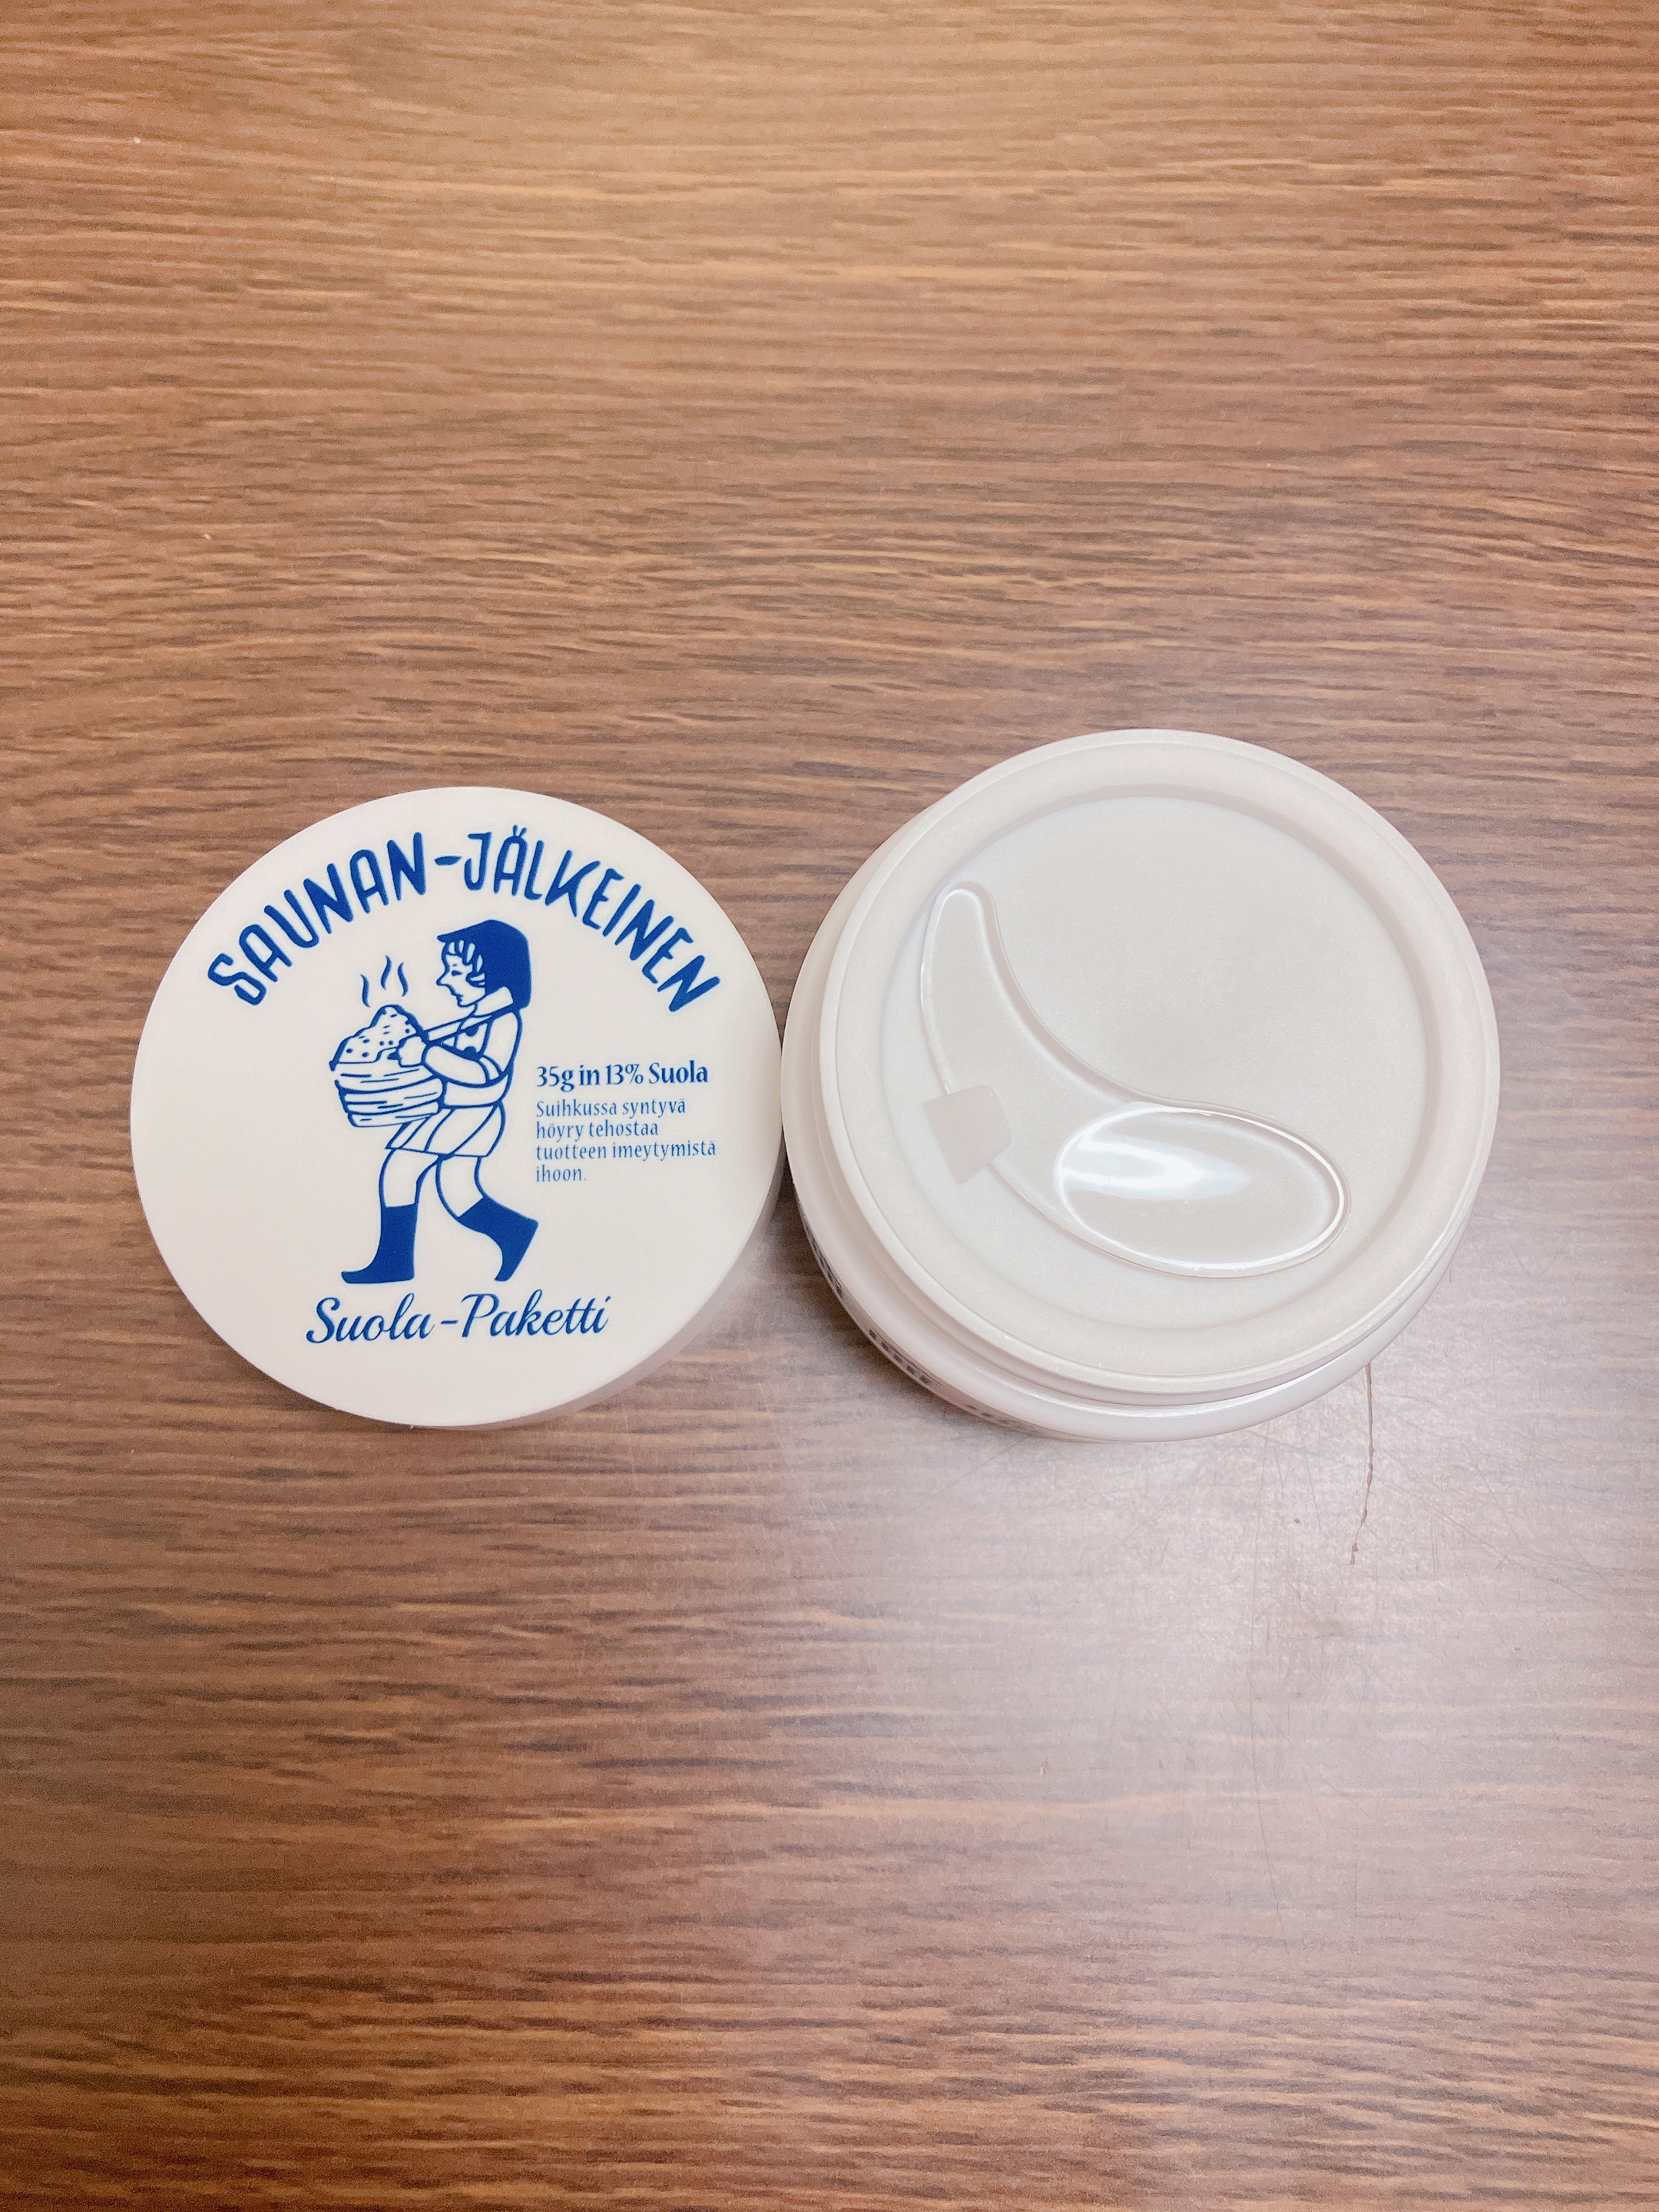 SAUNAN-JÄLKEINEN
35g in 13% Suola
Suihkussa syntyvä
höyry tehostaa
tuotteen imeytymistä
ihoon.
Suola-Paketti